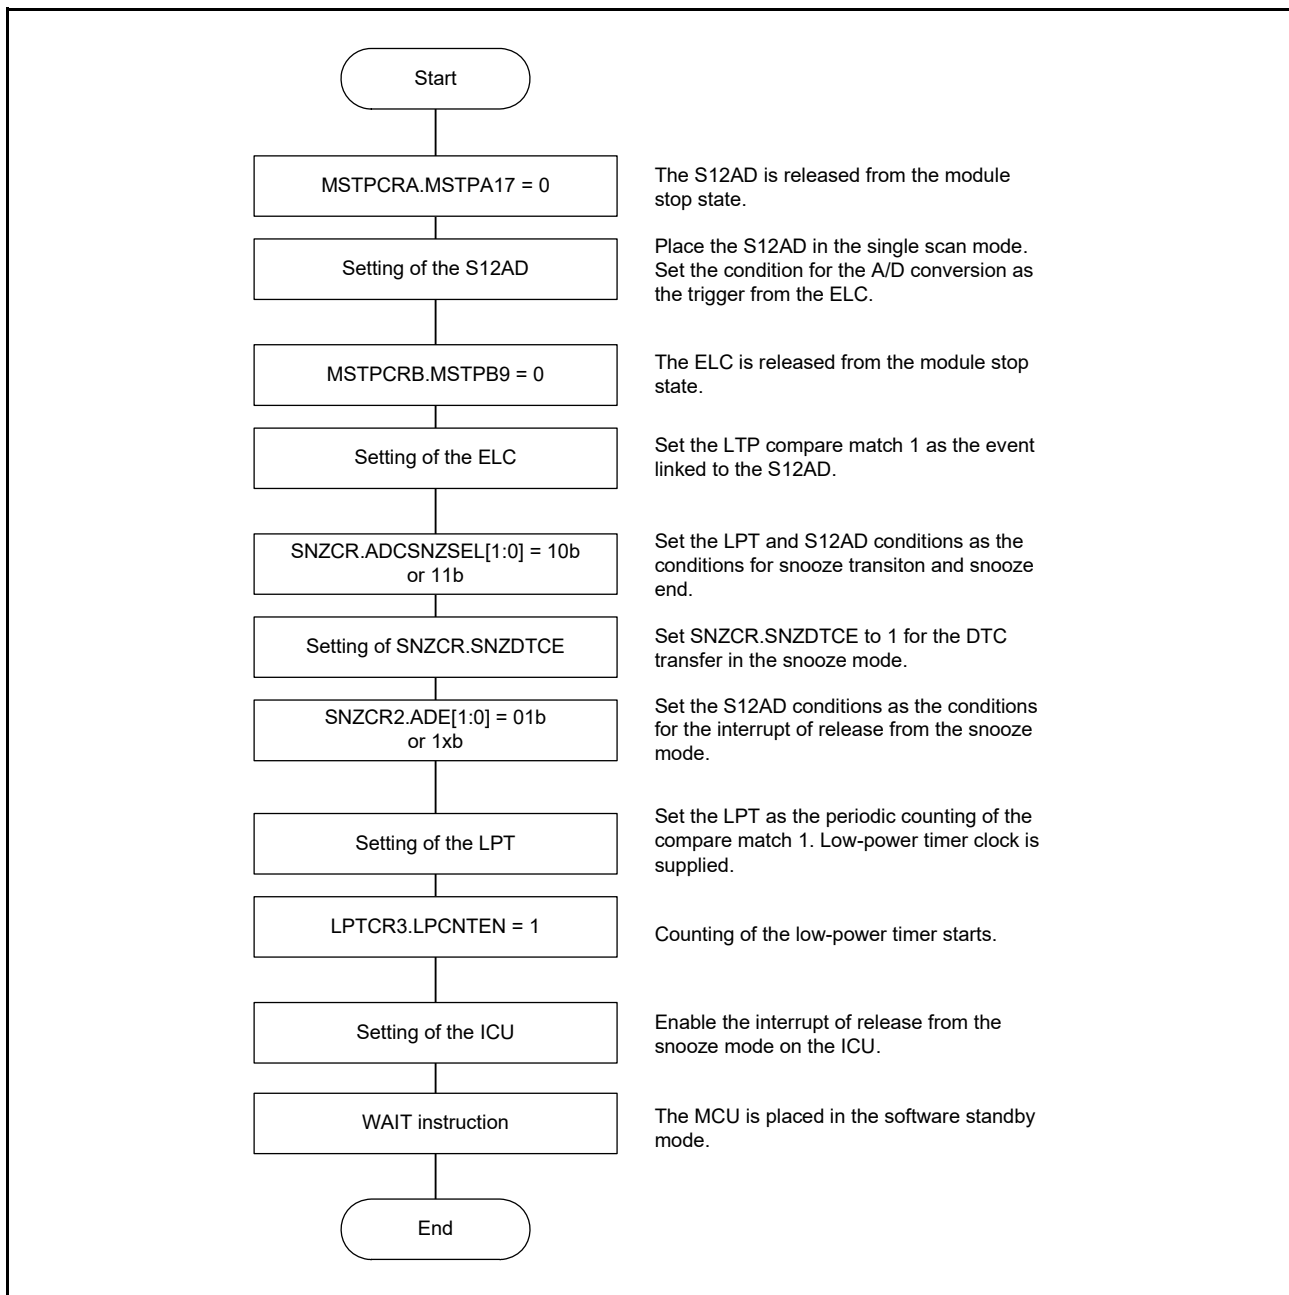 Start
MSTPCRA.MSTPA17 = 0
The S12AD is released from the module
stop state.
Setting of the S12AD
Place the S12AD in the single scan mode.
Set the condition for the A/D conversion as
the trigger from the ELC.
MSTPCRB.MSTPB9 = 0
The ELC is released from the module stop
state.
Setting of the ELC
Set the LTP compare match 1 as the event
linked to the S12AD.
SNZCR.ADCSNZSEL[1:0] = 10b
or 11b
Set the LPT and S12AD conditions as the
conditions for snooze transiton and snooze
end.
Setting of SNZCR.SNZDTCE
Set SNZCR.SNZDTCE to 1 for the DTC
transfer in the snooze mode.
SNZCR2.ADE[1:0] = 01b
or 1xb
Set the S12AD conditions as the conditions
for the interrupt of release from the snooze
mode.
Setting of the LPT
Set the LPT as the periodic counting of the
compare match 1. Low-power timer clock is
supplied.
LPTCR3.LPCNTEN = 1
Counting of the low-power timer starts.
Setting of the ICU
Enable the interrupt of release from the
snooze mode on the ICU.
WAIT instruction
The MCU is placed in the software standby
mode.
End